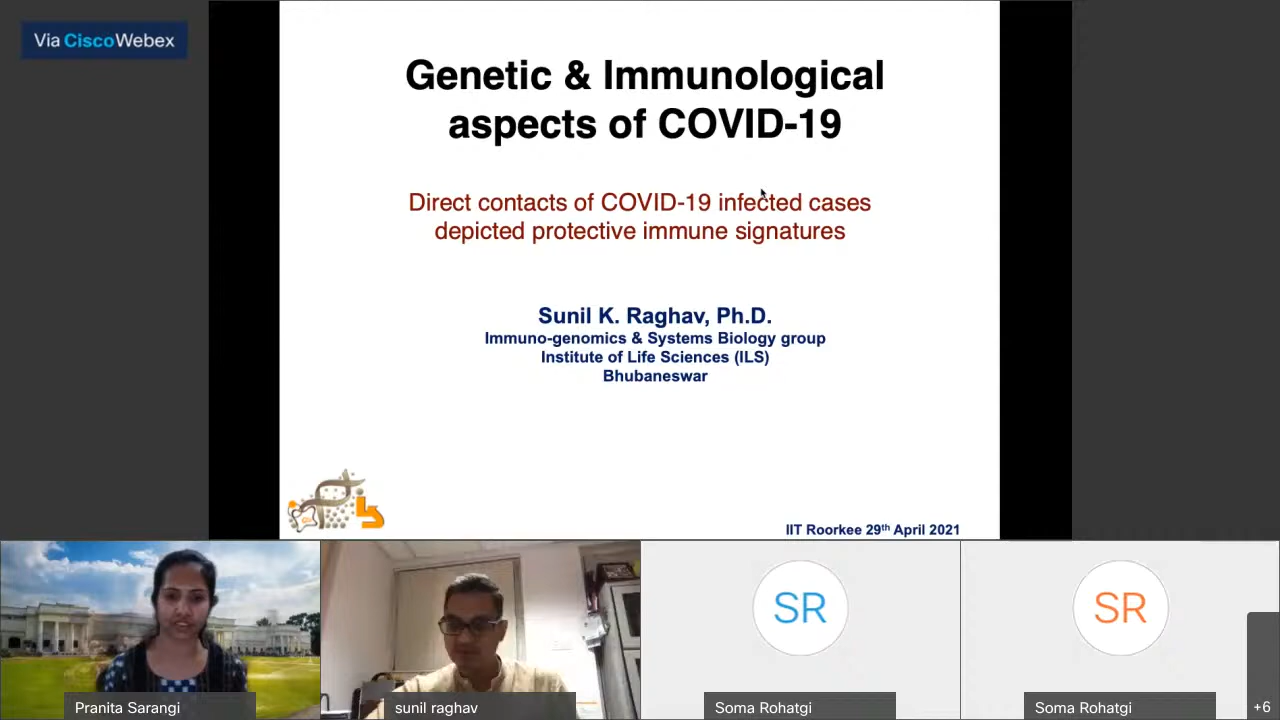 Via CiscoWebex
Genetic & Immunological
aspects of COVID-19
Direct contacts of COVID-19 infected cases
depicted protective immune signatures
Sunil K. Raghav, Ph.D.
Immuno-genomics & Systems Biology group
Institute of Life Sciences (ILS)
Bhubaneswar
IIT Roorkee 29th April 2021
SR
SR
Pranita Sarangi
sunil raghav
Soma Rohatgi
Soma Rohatgi
+6